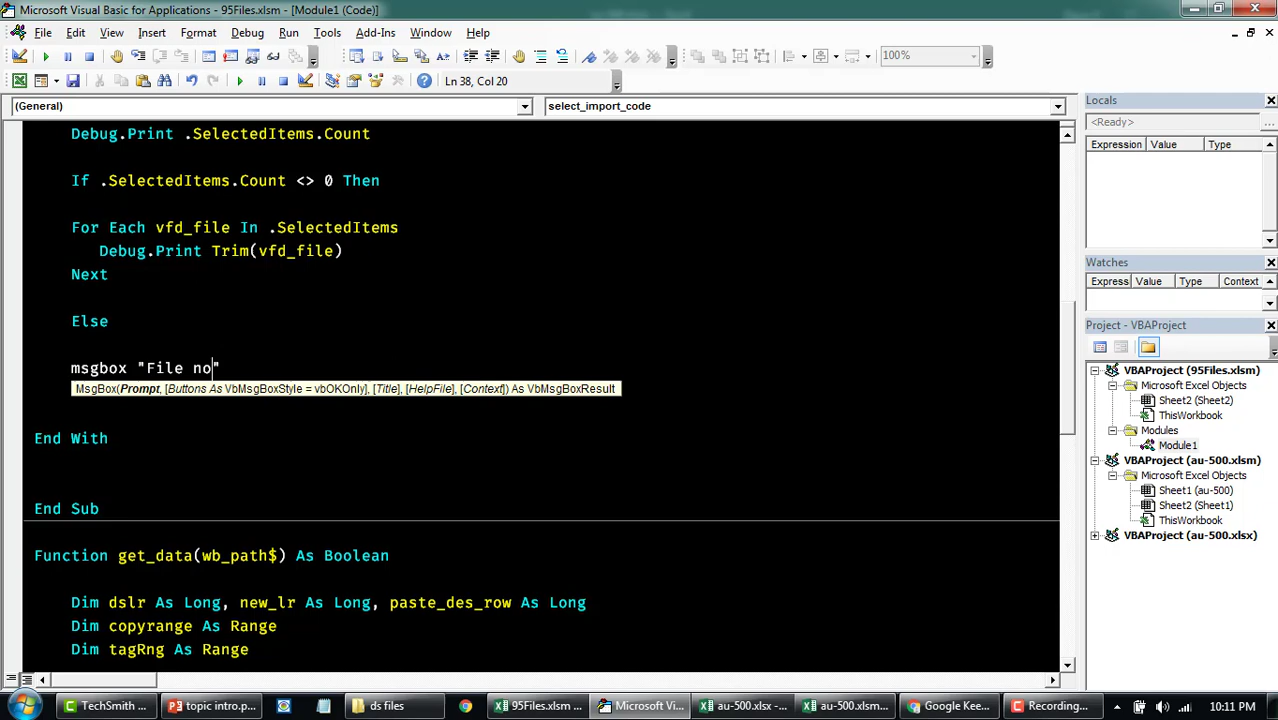 Microsoft Visual Basic for Applications - 95Files.xlsm - [Module1 (Code)]
File Edit View Insert Format Debug Run Tools Add-Ins Window Help
100%
Ln 38, Col 20
(General) select_import_code
Debug.Print .SelectedItems.Count
If .SelectedItems.Count <> 0 Then
For Each vfd_file In .SelectedItems
Debug.Print Trim(vfd_file)
Next
Else
msgbox "File no"
MsgBox(Prompt, [Buttons As VbMsgBoxStyle = vbOKOnly], [Title], [HelpFile], [Context]) As VbMsgBoxResult
End With
End Sub
Function get_data(wb_path$) As Boolean
Dim dslr As Long, new_lr As Long, paste_des_row As Long
Dim copyrange As Range
Dim tagRng As Range
Locals
<Ready>
Expression Value Type
Watches
Express Value Type Context
Project - VBAProject
VBAProject (95Files.xlsm)
Microsoft Excel Objects
Sheet2 (Sheet2)
ThisWorkbook
Modules
Module1
VBAProject (au-500.xlsm)
Microsoft Excel Objects
Sheet1 (au-500)
Sheet2 (Sheet1)
ThisWorkbook
VBAProject (au-500.xlsx)
TechSmith ... topic intro.p... ds files 95Files.xlsm ... Microsoft Vi... au-500.xlsx -... au-500.xlsm... Google Kee... Recording... 10:11 PM